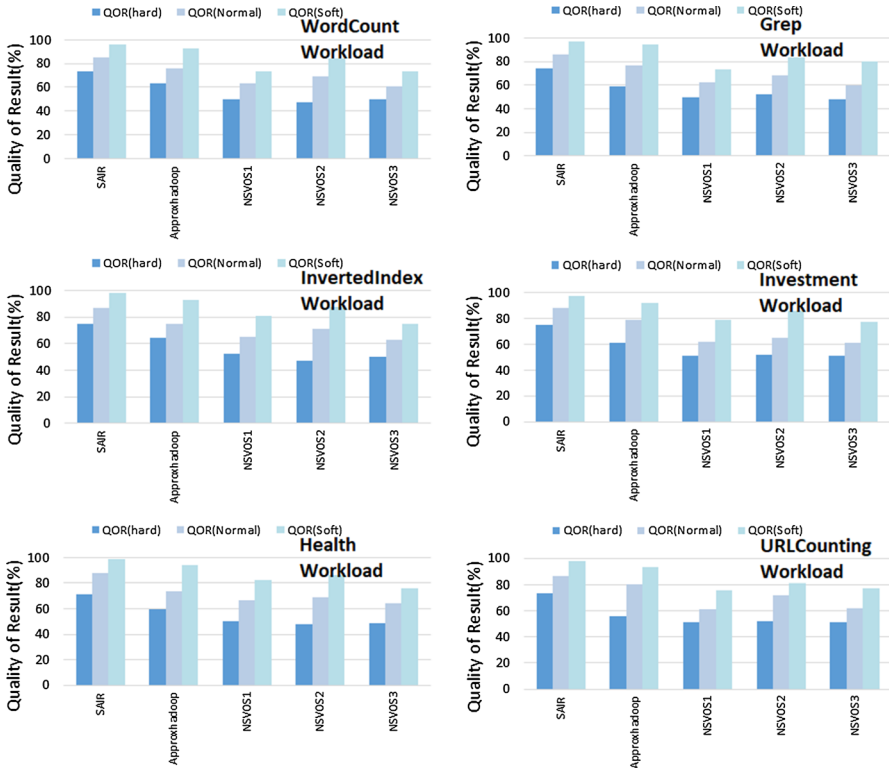 QOR(hard) QOR(Normal) QOR(Soft)
WordCount
Workload
Quality of Result(%)
100
80
60
40
20
0
SAIR
Approxhadoop
NSVOS1
NSVOS2
NSVOS3
QOR(hard) QOR(Normal) QOR(Soft)
Grep
Workload
Quality of Result(%)
100
80
60
40
20
0
SAIR
Approxhadoop
NSVOS1
NSVOS2
NSVOS3
QOR(hard) QOR(Normal) QOR(Soft)
InvertedIndex
Workload
Quality of Result(%)
100
80
60
40
20
0
SAIR
Approxhadoop
NSVOS1
NSVOS2
NSVOS3
QOR(hard) QOR(Normal) QOR(Soft)
Investment
Workload
Quality of Result(%)
100
80
60
40
20
0
SAIR
Approxhadoop
NSVOS1
NSVOS2
NSVOS3
QOR(hard) QOR(Normal) QOR(Soft)
Health
Workload
Quality of Result(%)
100
80
60
40
20
0
SAIR
Approxhadoop
NSVOS1
NSVOS2
NSVOS3
QOR(hard) QOR(Normal) QOR(Soft)
URLCounting
Workload
Quality of Result(%)
100
80
60
40
20
0
SAIR
Approxhadoop
NSVOS1
NSVOS2
NSVOS3